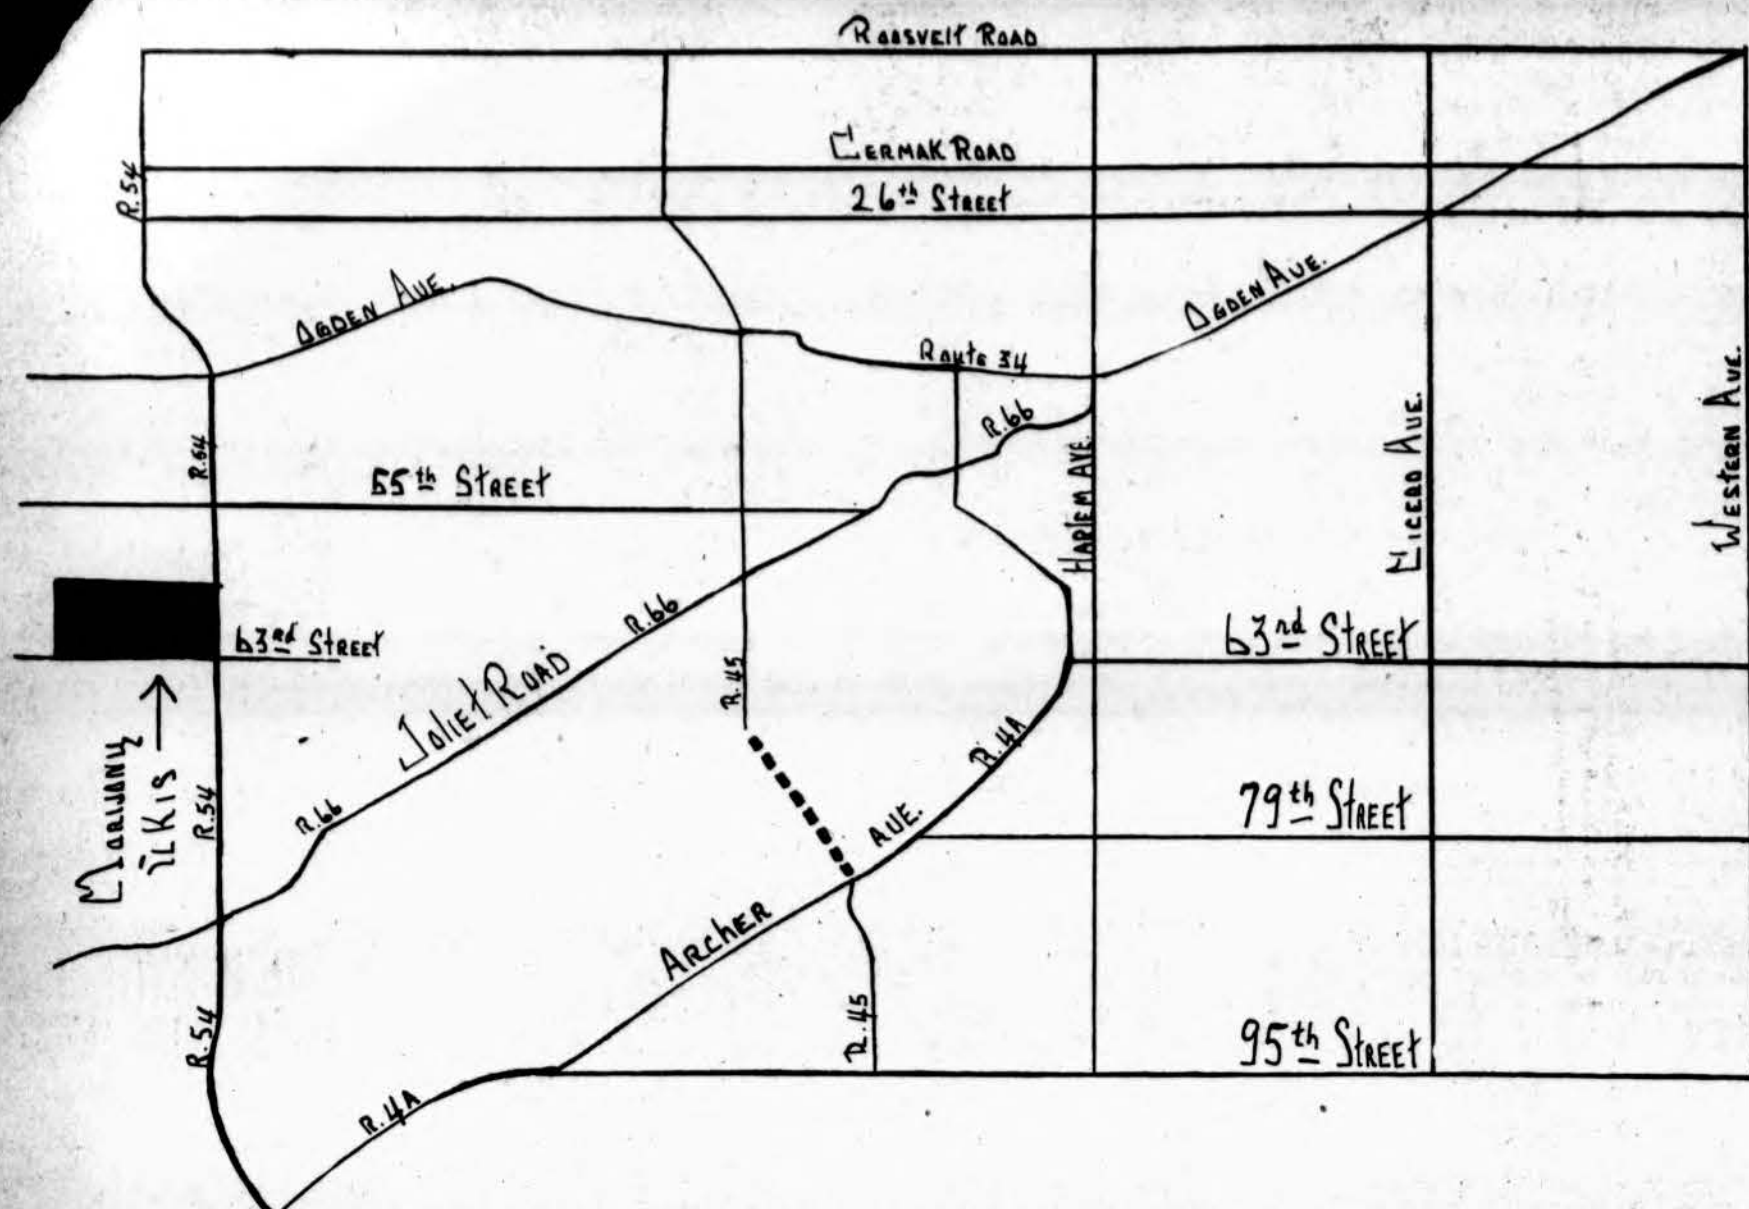 ROOSVELT ROAD
CERMAK ROAD
26th STREET
R.54
OGDEN AVE.
OGDEN AVE.
ROUTE 34
R.66
R.54
55th STREET
HARLEM AVE.
CICERO AVE.
WESTERN AVE.
63rd STREET
R.66
63rd STREET
JOLIET ROAD
R.45
R.4A
MARIJONŲ
ŪLKIS
R.54
R.66
79th STREET
AVE.
ARCHER
R.54
R.45
95th STREET
R.4A